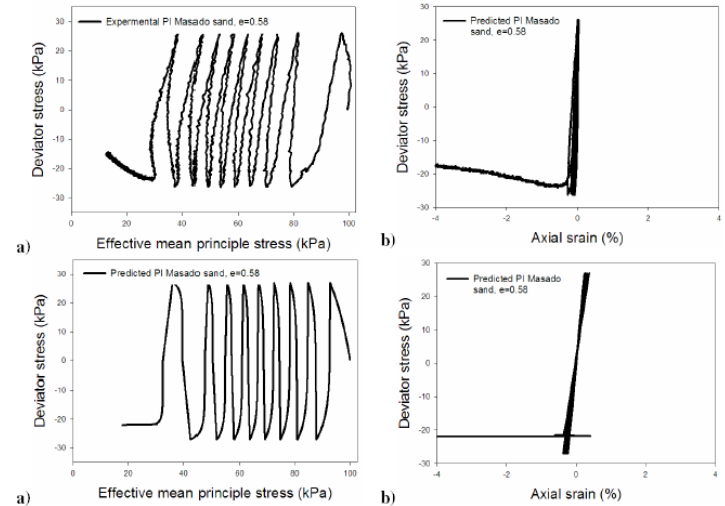 Experimental PI Masado sand, e=0.58
30
20
10
0
-10
-20
-30
Deviator stress (kPa)
0 20 40 60 80 100
a)
Effective mean principle stress (kPa)
Predicted PI Masado
sand, e=0.58
30
20
10
0
-10
-20
-30
Deviator stress (kPa)
-4 -2 0 2 4
b)
Axial srain (%)
Predicted PI Masado sand, e=0.58
30
20
10
0
-10
-20
-30
Deviator stress (kPa)
0 20 40 60 80 100
a)
Effective mean principle stress (kPa)
Predicted PI Masado
sand, e=0.58
30
20
10
0
-10
-20
-30
Deviator stress (kPa)
-4 -2 0 2 4
b)
Axial srain (%)